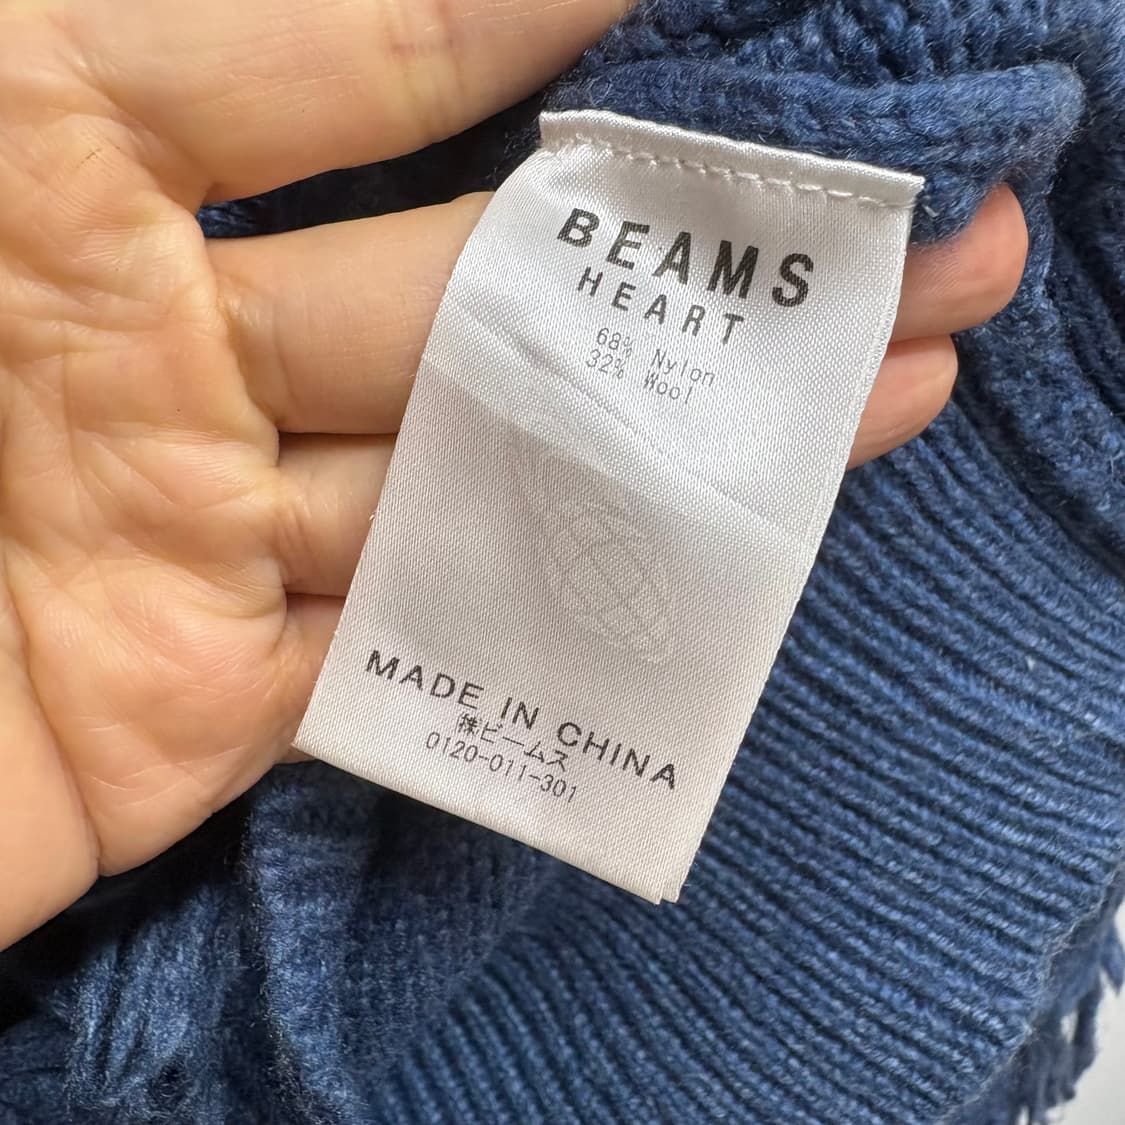 BEAMS
HEART
68% Nylon
32% Wool
MADE IN CHINA
㈱ビームス
0120-011-301